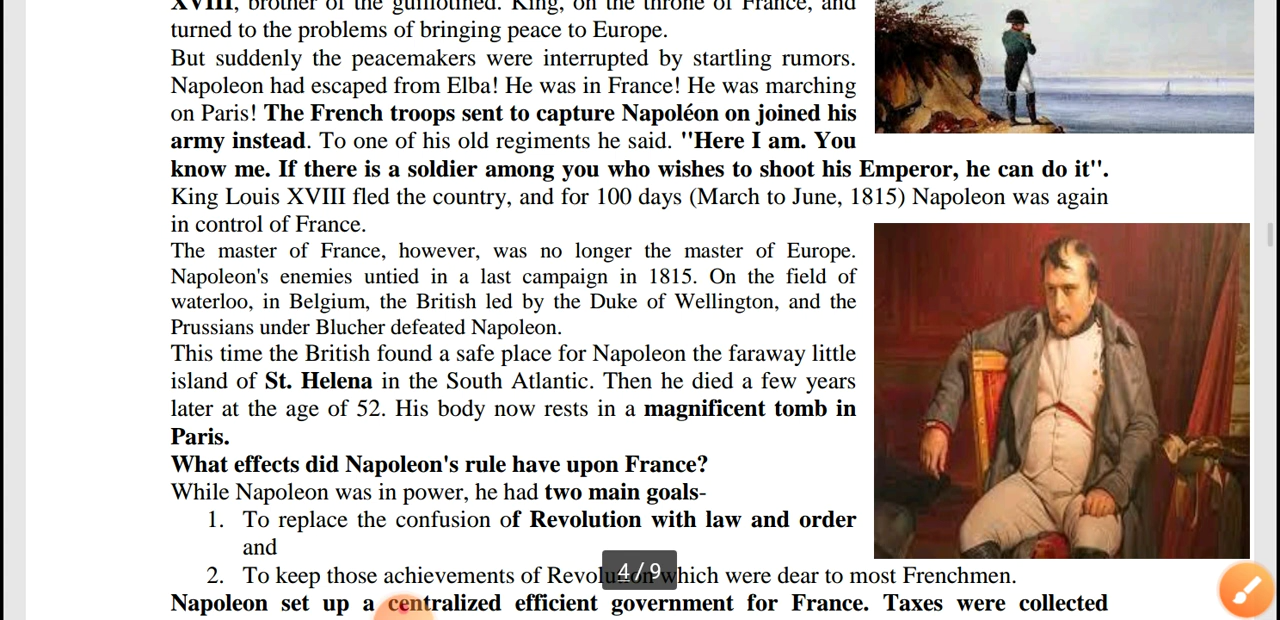 XVIII, brother of the guillotined. King, on the throne of France, and
turned to the problems of bringing peace to Europe.
But suddenly the peacemakers were interrupted by startling rumors.
Napoleon had escaped from Elba! He was in France! He was marching
on Paris! The French troops sent to capture Napoléon on joined his
army instead. To one of his old regiments he said. "Here I am. You
know me. If there is a soldier among you who wishes to shoot his Emperor, he can do it".
King Louis XVIII fled the country, and for 100 days (March to June, 1815) Napoleon was again
in control of France.
The master of France, however, was no longer the master of Europe.
Napoleon's enemies untied in a last campaign in 1815. On the field of
waterloo, in Belgium, the British led by the Duke of Wellington, and the
Prussians under Blucher defeated Napoleon.
This time the British found a safe place for Napoleon the faraway little
island of St. Helena in the South Atlantic. Then he died a few years
later at the age of 52. His body now rests in a magnificent tomb in
Paris.
What effects did Napoleon's rule have upon France?
While Napoleon was in power, he had two main goals-
1. To replace the confusion of Revolution with law and order
and
2. To keep those achievements of Revolution which were dear to most Frenchmen.
4/9
Napoleon set up a centralized efficient government for France. Taxes were collected